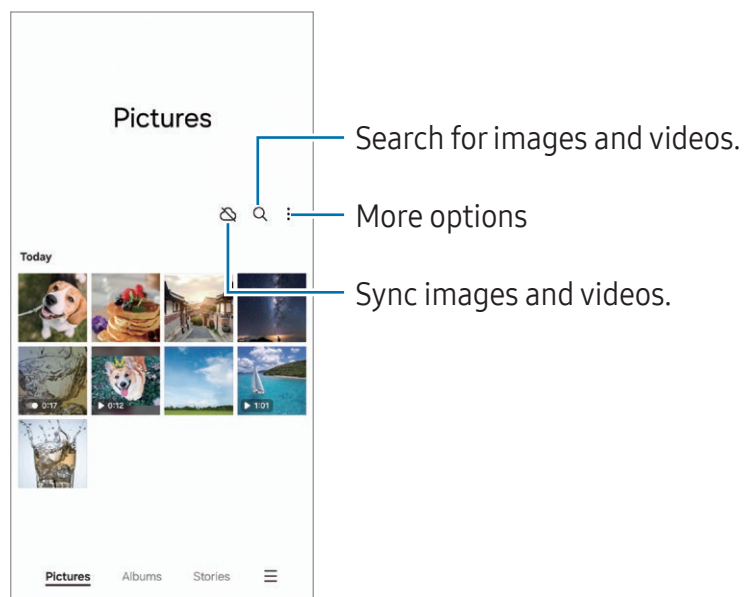 Pictures
Search for images and videos.
More options
Sync images and videos.
Today
0:17
0:12
1:01
Pictures
Albums
Stories